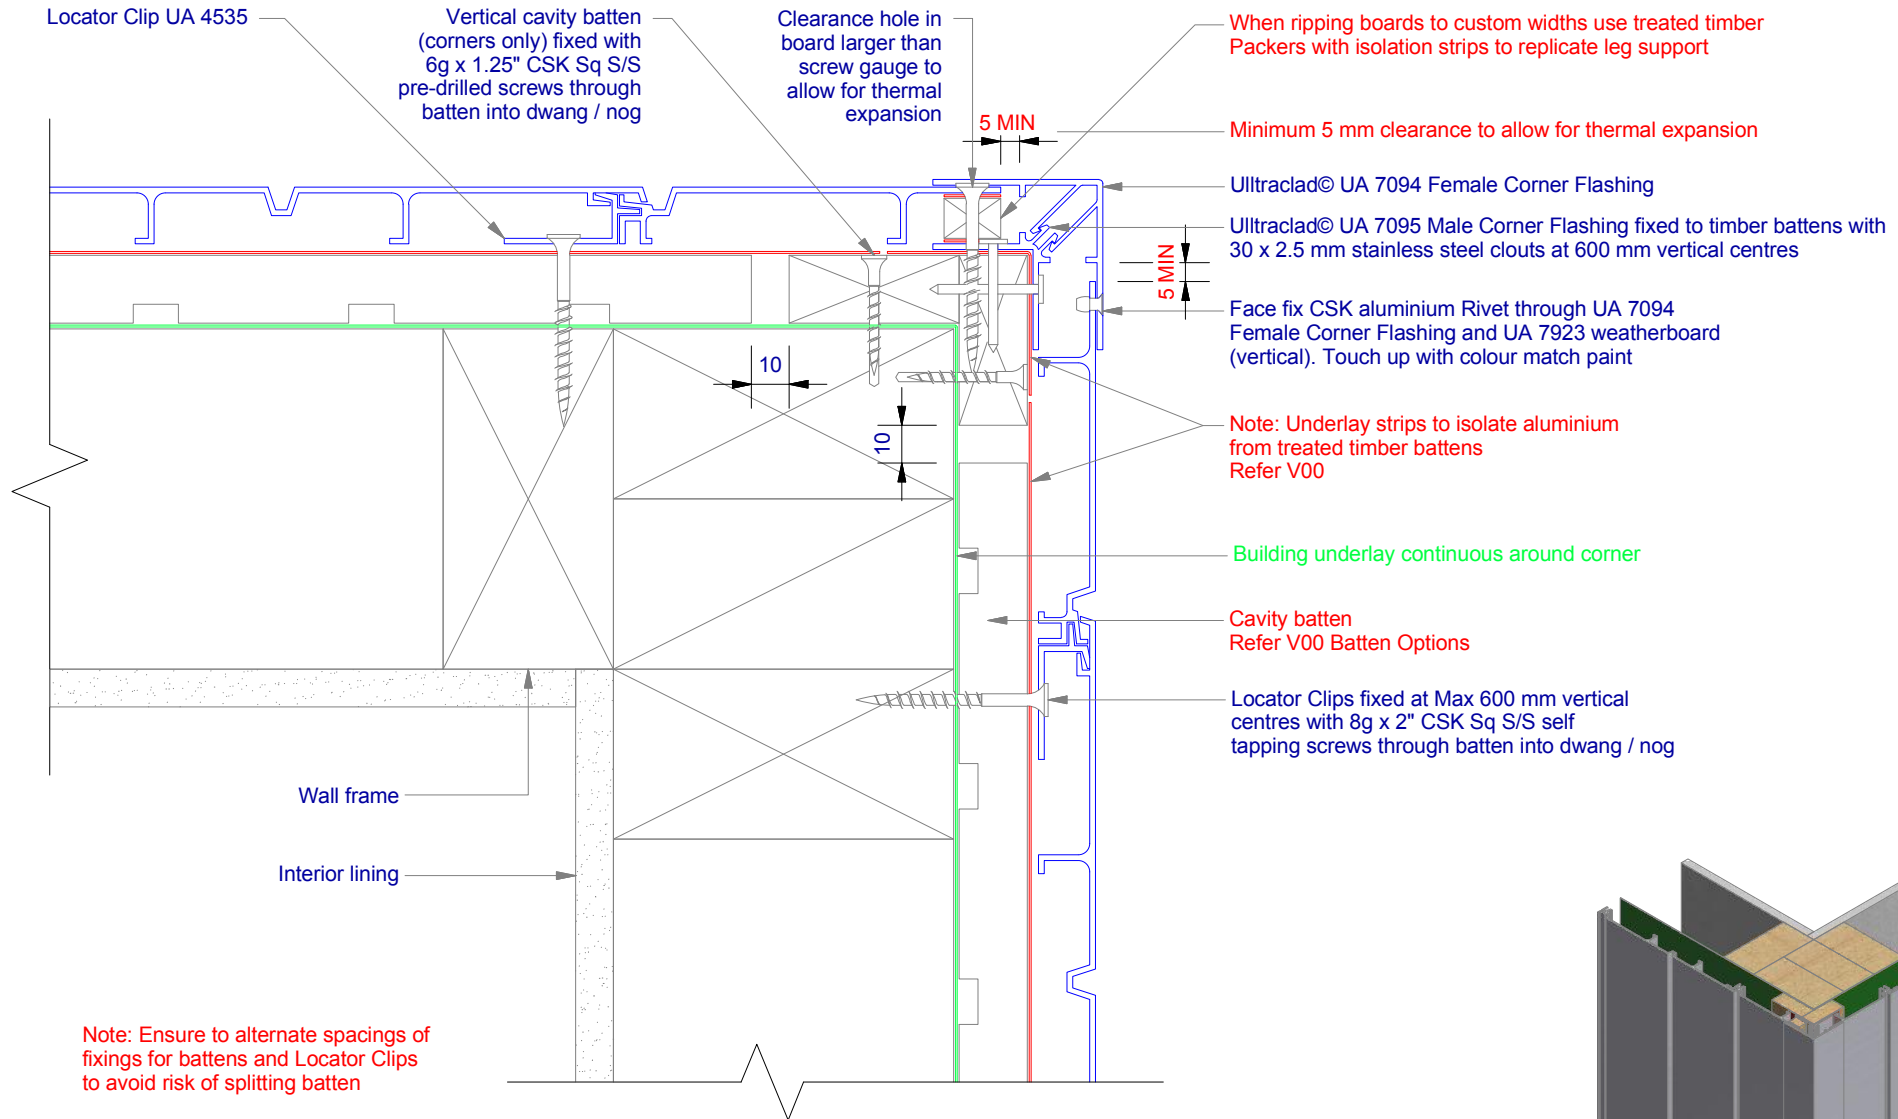 Locator Clip UA 4535
Vertical cavity batten
(corners only) fixed with
6g x 1.25" CSK Sq S/S
pre-drilled screws through
batten into dwang / nog
Clearance hole in
board larger than
screw gauge to
allow for thermal
expansion
When ripping boards to custom widths use treated timber
Packers with isolation strips to replicate leg support
5 MIN
Minimum 5 mm clearance to allow for thermal expansion
Ulltraclad© UA 7094 Female Corner Flashing
Ulltraclad© UA 7095 Male Corner Flashing fixed to timber battens with
30 x 2.5 mm stainless steel clouts at 600 mm vertical centres
5 MIN
Face fix CSK aluminium Rivet through UA 7094
Female Corner Flashing and UA 7923 weatherboard
(vertical). Touch up with colour match paint
10
10
Note: Underlay strips to isolate aluminium
from treated timber battens
Refer V00
Building underlay continuous around corner
Cavity batten
Refer V00 Batten Options
Locator Clips fixed at Max 600 mm vertical
centres with 8g x 2" CSK Sq S/S self
tapping screws through batten into dwang / nog
Wall frame
Interior lining
Note: Ensure to alternate spacings of
fixings for battens and Locator Clips
to avoid risk of splitting batten